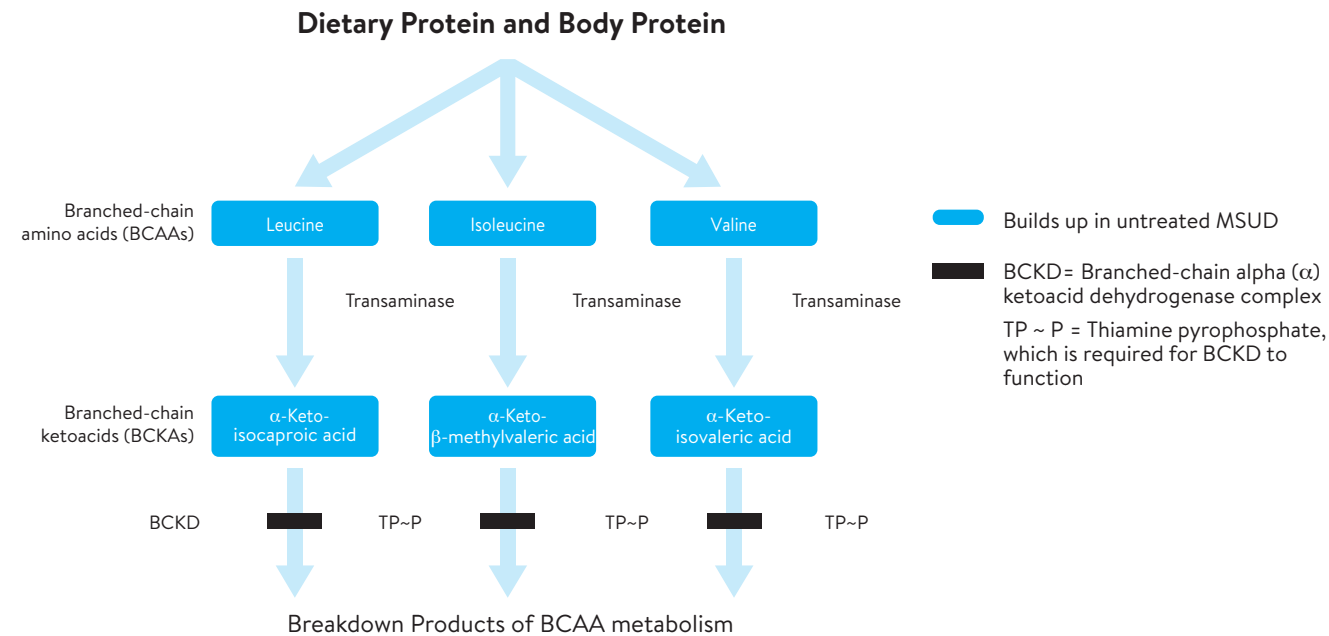 Dietary Protein and Body Protein
Branched-chain
amino acids (BCAAs)
Leucine
Isoleucine
Valine
Builds up in untreated MSUD
BCKD= Branched-chain alpha (α)
ketoacid dehydrogenase complex
TP ~ P = Thiamine pyrophosphate,
which is required for BCKD to
function
Transaminase
Transaminase
Transaminase
Branched-chain
ketoacids (BCKAs)
α-Keto-
isocaproic acid
α-Keto-
β-methylvaleric acid
α-Keto-
isovaleric acid
BCKD
TP~P
TP~P
TP~P
Breakdown Products of BCAA metabolism